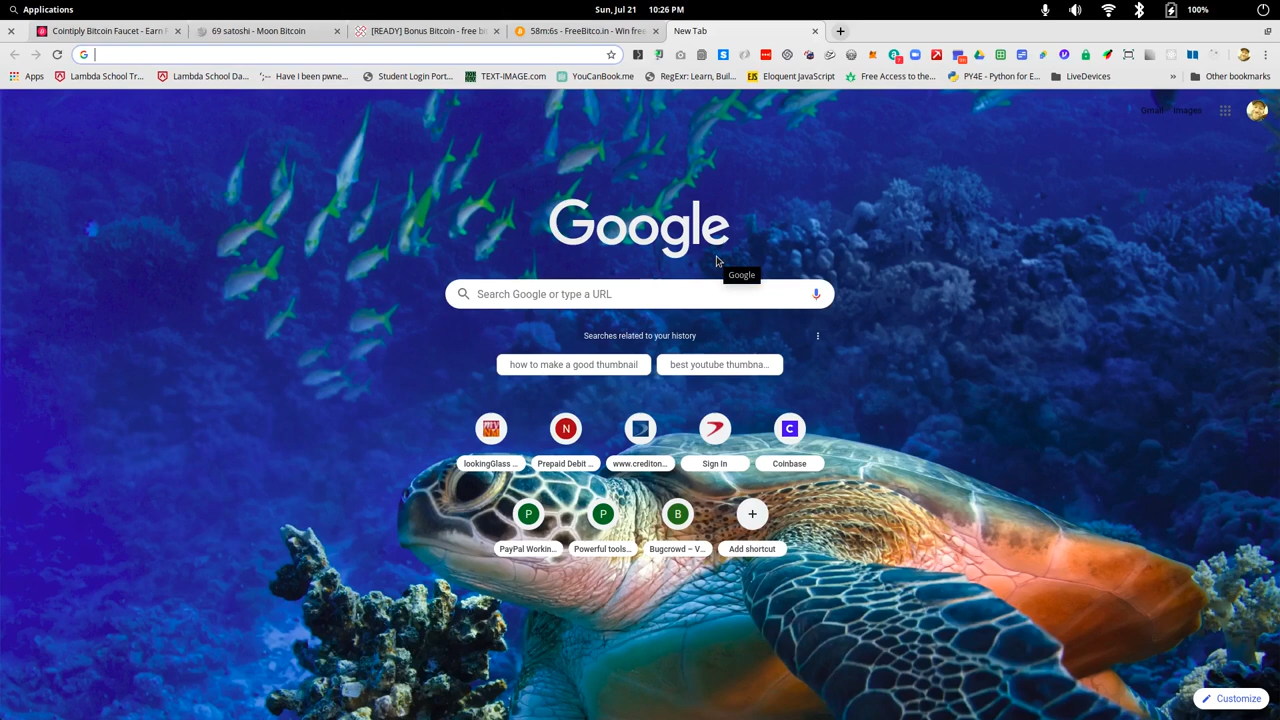 Applications
Sun, Jul 21 10:26 PM
100%
Cointiply Bitcoin Faucet - Earn F
69 satoshi - Moon Bitcoin
[READY] Bonus Bitcoin - free bi
58m:6s - FreeBitco.in - Win free
New Tab
Apps
Lambda School Tr...
Lambda School Da...
Have I been pwne...
Student Login Port...
TEXT-IMAGE.com
YouCanBook.me
RegExr: Learn, Buil...
Eloquent JavaScript
Free Access to the...
PY4E - Python for E...
LiveDevices
»
Other bookmarks
Gmail Images
Google
Google
Search Google or type a URL
Searches related to your history
how to make a good thumbnail
best youtube thumbna...
N
C
lookingGlass ...
Prepaid Debit ...
www.crediton...
Sign In
Coinbase
P
P
B
PayPal Workin...
Powerful tools...
Bugcrowd – V...
Add shortcut
Customize